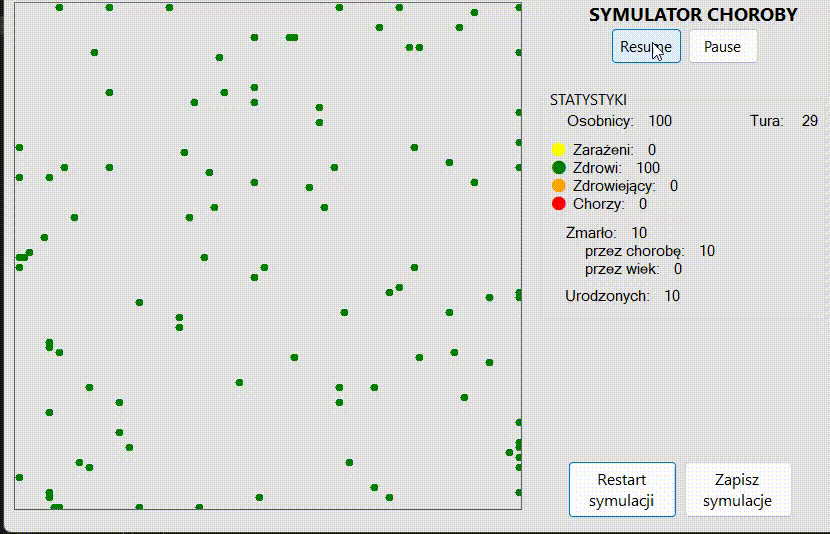 SYMULATOR CHOROBY
Resume Pause
STATYSTYKI
Osobnicy: 100 Tura: 29
Zarażeni: 0
Zdrowi: 100
Zdrowiejący: 0
Chorzy: 0
Zmarło: 10
przez chorobę: 10
przez wiek: 0
Urodzonych: 10
Restart
symulacji
Zapisz
symulacje